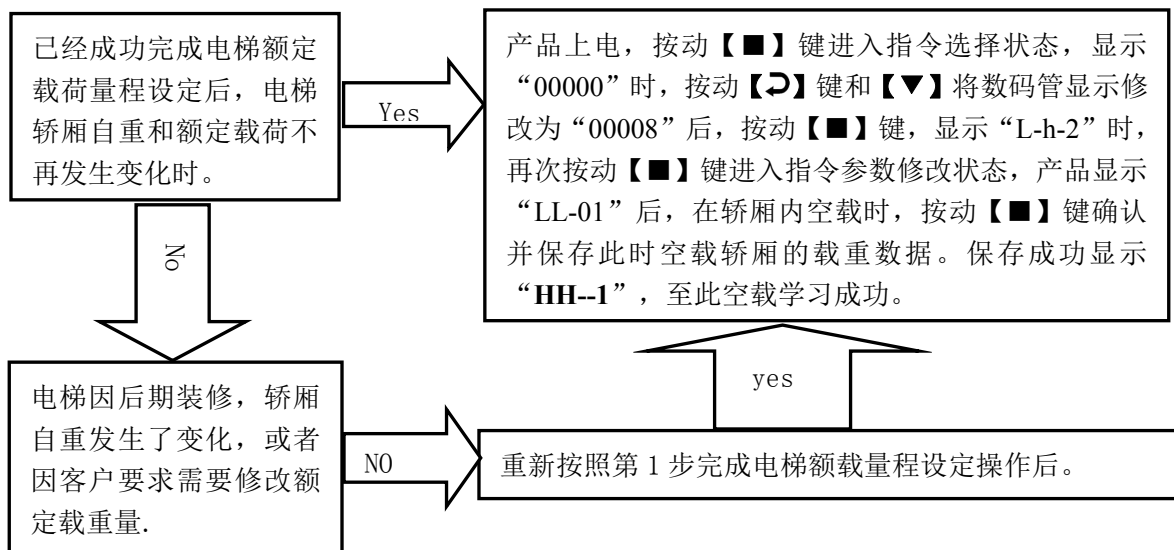 已经成功完成电梯额定
载荷量程设定后，电梯
轿厢自重和额定载荷不
再发生变化时。
Yes
产品上电，按动【■】键进入指令选择状态，显示
“00000”时，按动【⮌】键和【▼】将数码管显示修
改为“00008”后，按动【■】键，显示“L-h-2”时，
再次按动【■】键进入指令参数修改状态，产品显示
“LL-01”后，在轿厢内空载时，按动【■】键确认
并保存此时空载轿厢的载重数据。保存成功显示
“HH--1”，至此空载学习成功。
No
电梯因后期装修，轿厢
自重发生了变化，或者
因客户要求需要修改额
定载重量.
NO
yes
重新按照第 1 步完成电梯额载量程设定操作后。